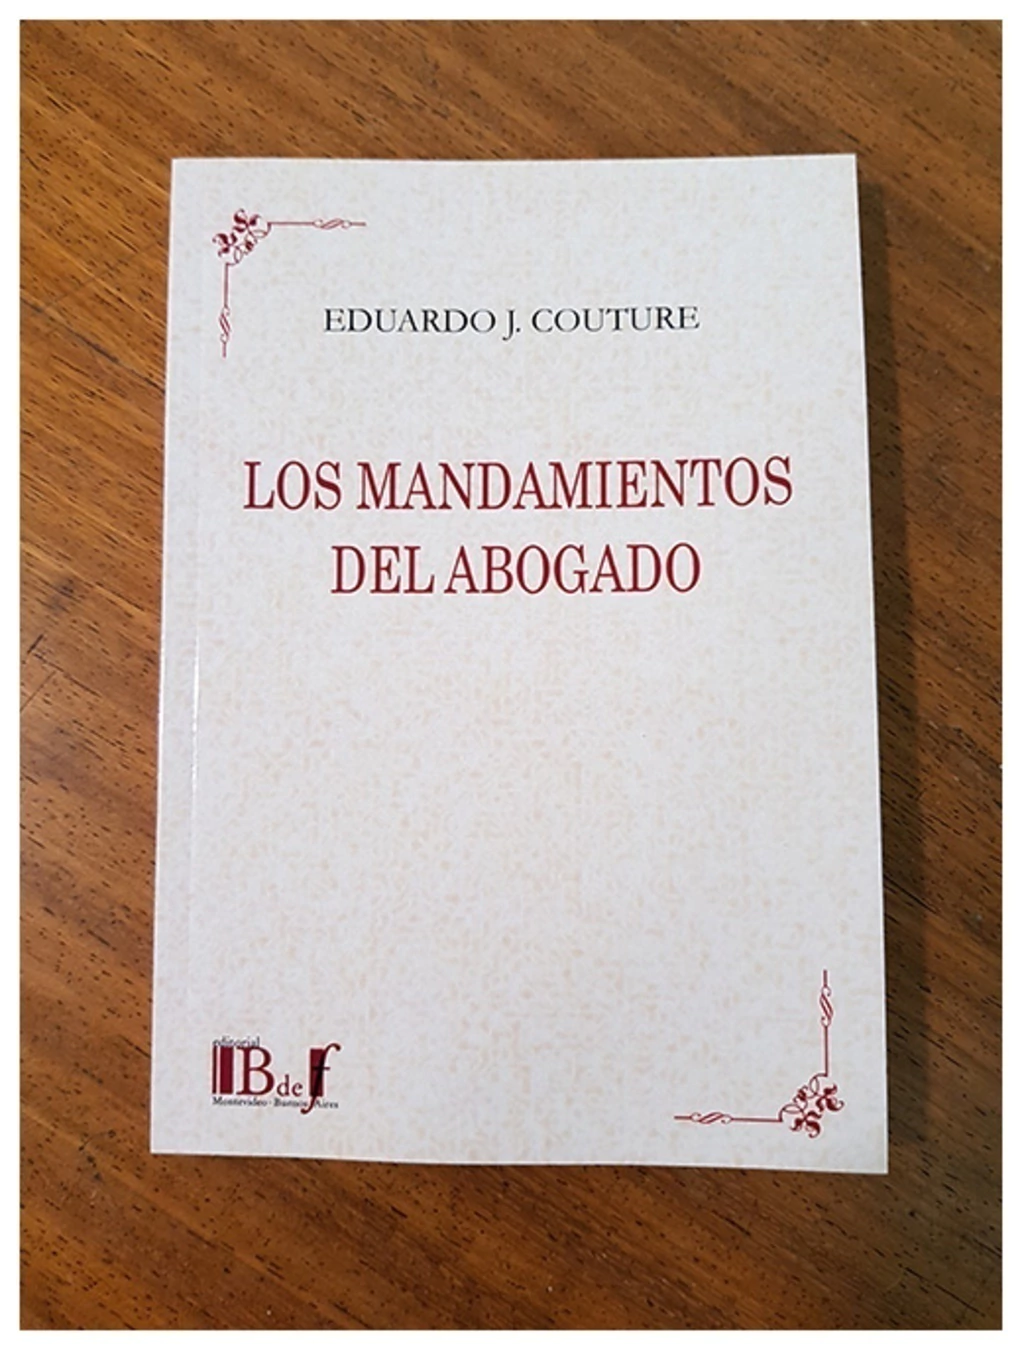 EDUARDO J. COUTURE
LOS MANDAMIENTOS
DEL ABOGADO
editorial
B de f
Montevideo - Buenos Aires